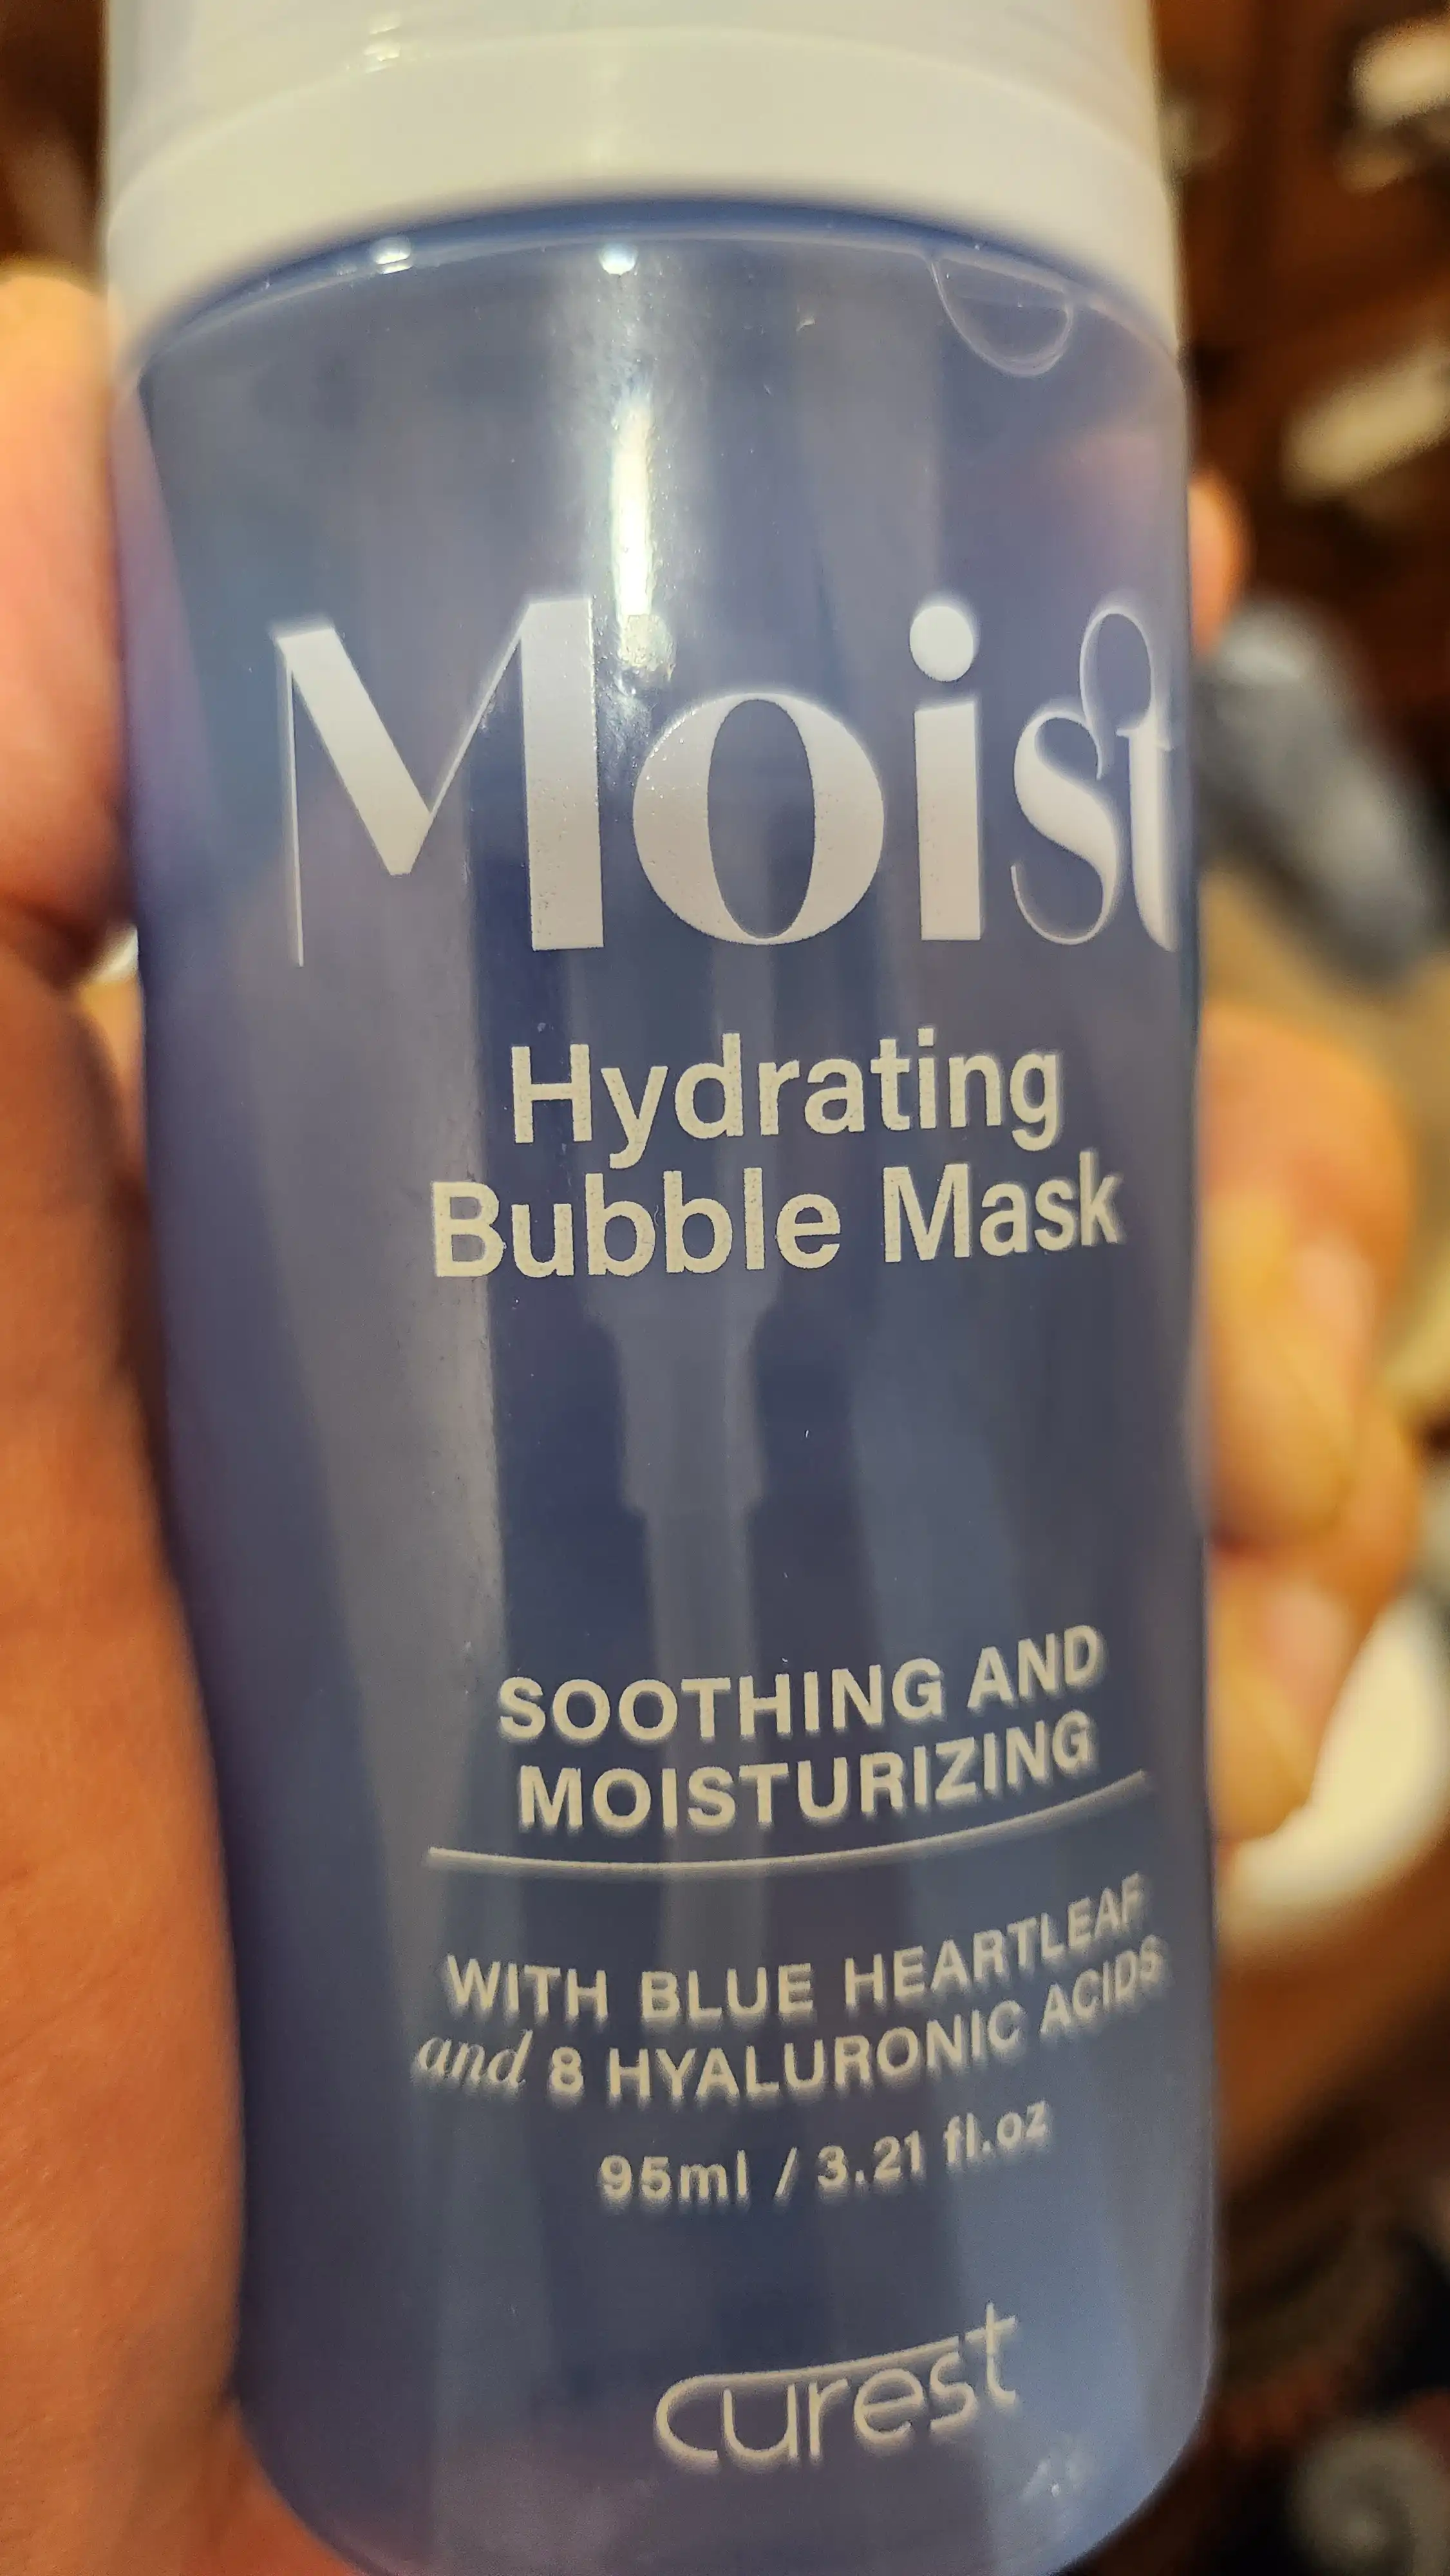 Moist
Hydrating
Bubble Mask
SOOTHING AND
MOISTURIZING
WITH BLUE HEARTLEAF
and 8 HYALURONIC ACIDS
95ml / 3.21 fl.oz
curest